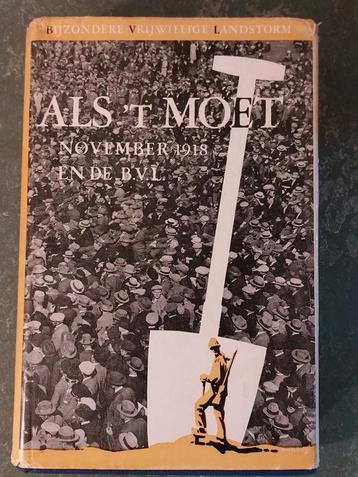 BIJZONDERE VRIJWILLIGE LANDSTORM
ALS 'T MOET
NOVEMBER 1918
EN DE B.V.L.